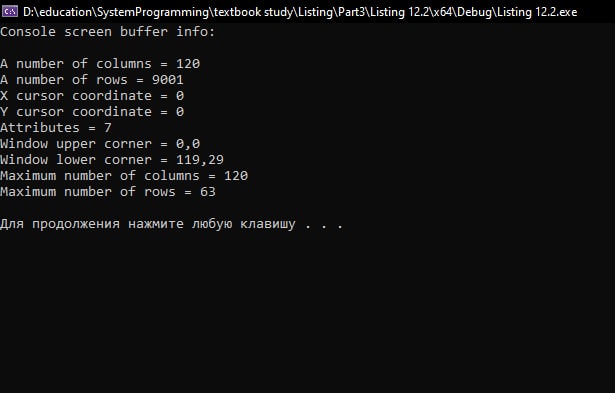 D:\education\SystemProgramming\textbook study\Listing\Part3\Listing 12.2\x64\Debug\Listing 12.2.exe
Console screen buffer info:
A number of columns = 120
A number of rows = 9001
X cursor coordinate = 0
Y cursor coordinate = 0
Attributes = 7
Window upper corner = 0,0
Window lower corner = 119,29
Maximum number of columns = 120
Maximum number of rows = 63
Для продолжения нажмите любую клавишу . . .